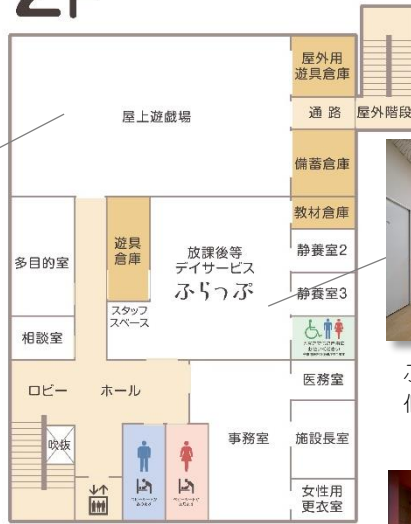 屋外用
遊具倉庫
屋上遊戯場
通路
屋外階段
備蓄倉庫
教材倉庫
多目的室
遊具
倉庫
放課後等
デイサービス
ふらっぷ
静養室2
スタッフ
スペース
静養室3
相談室
医務室
ロビー
ホール
吹抜
事務室
施設長室
女性用
更衣室